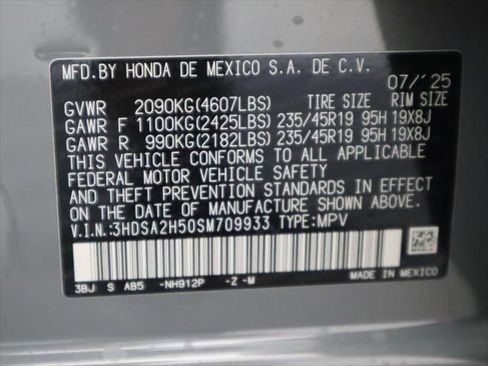 MFD.BY HONDA DE MEXICO S.A. DE C.V.
07/'25
GVWR 2090KG(4607LBS) TIRE SIZE RIM SIZE
GAWR F 1100KG(2425LBS) 235/45R19 95H 19X8J
GAWR R 990KG(2182LBS) 235/45R19 95H 19X8J
THIS VEHICLE CONFORMS TO ALL APPLICABLE
FEDERAL MOTOR VEHICLE SAFETY
AND THEFT PREVENTION STANDARDS IN EFFECT
ON THE DATE OF MANUFACTURE SHOWN ABOVE.
V.I.N.:3HDSA2H50SM709933 TYPE:MPV
3BJ S AB5 -NH912P -Z -M MADE IN MEXICO